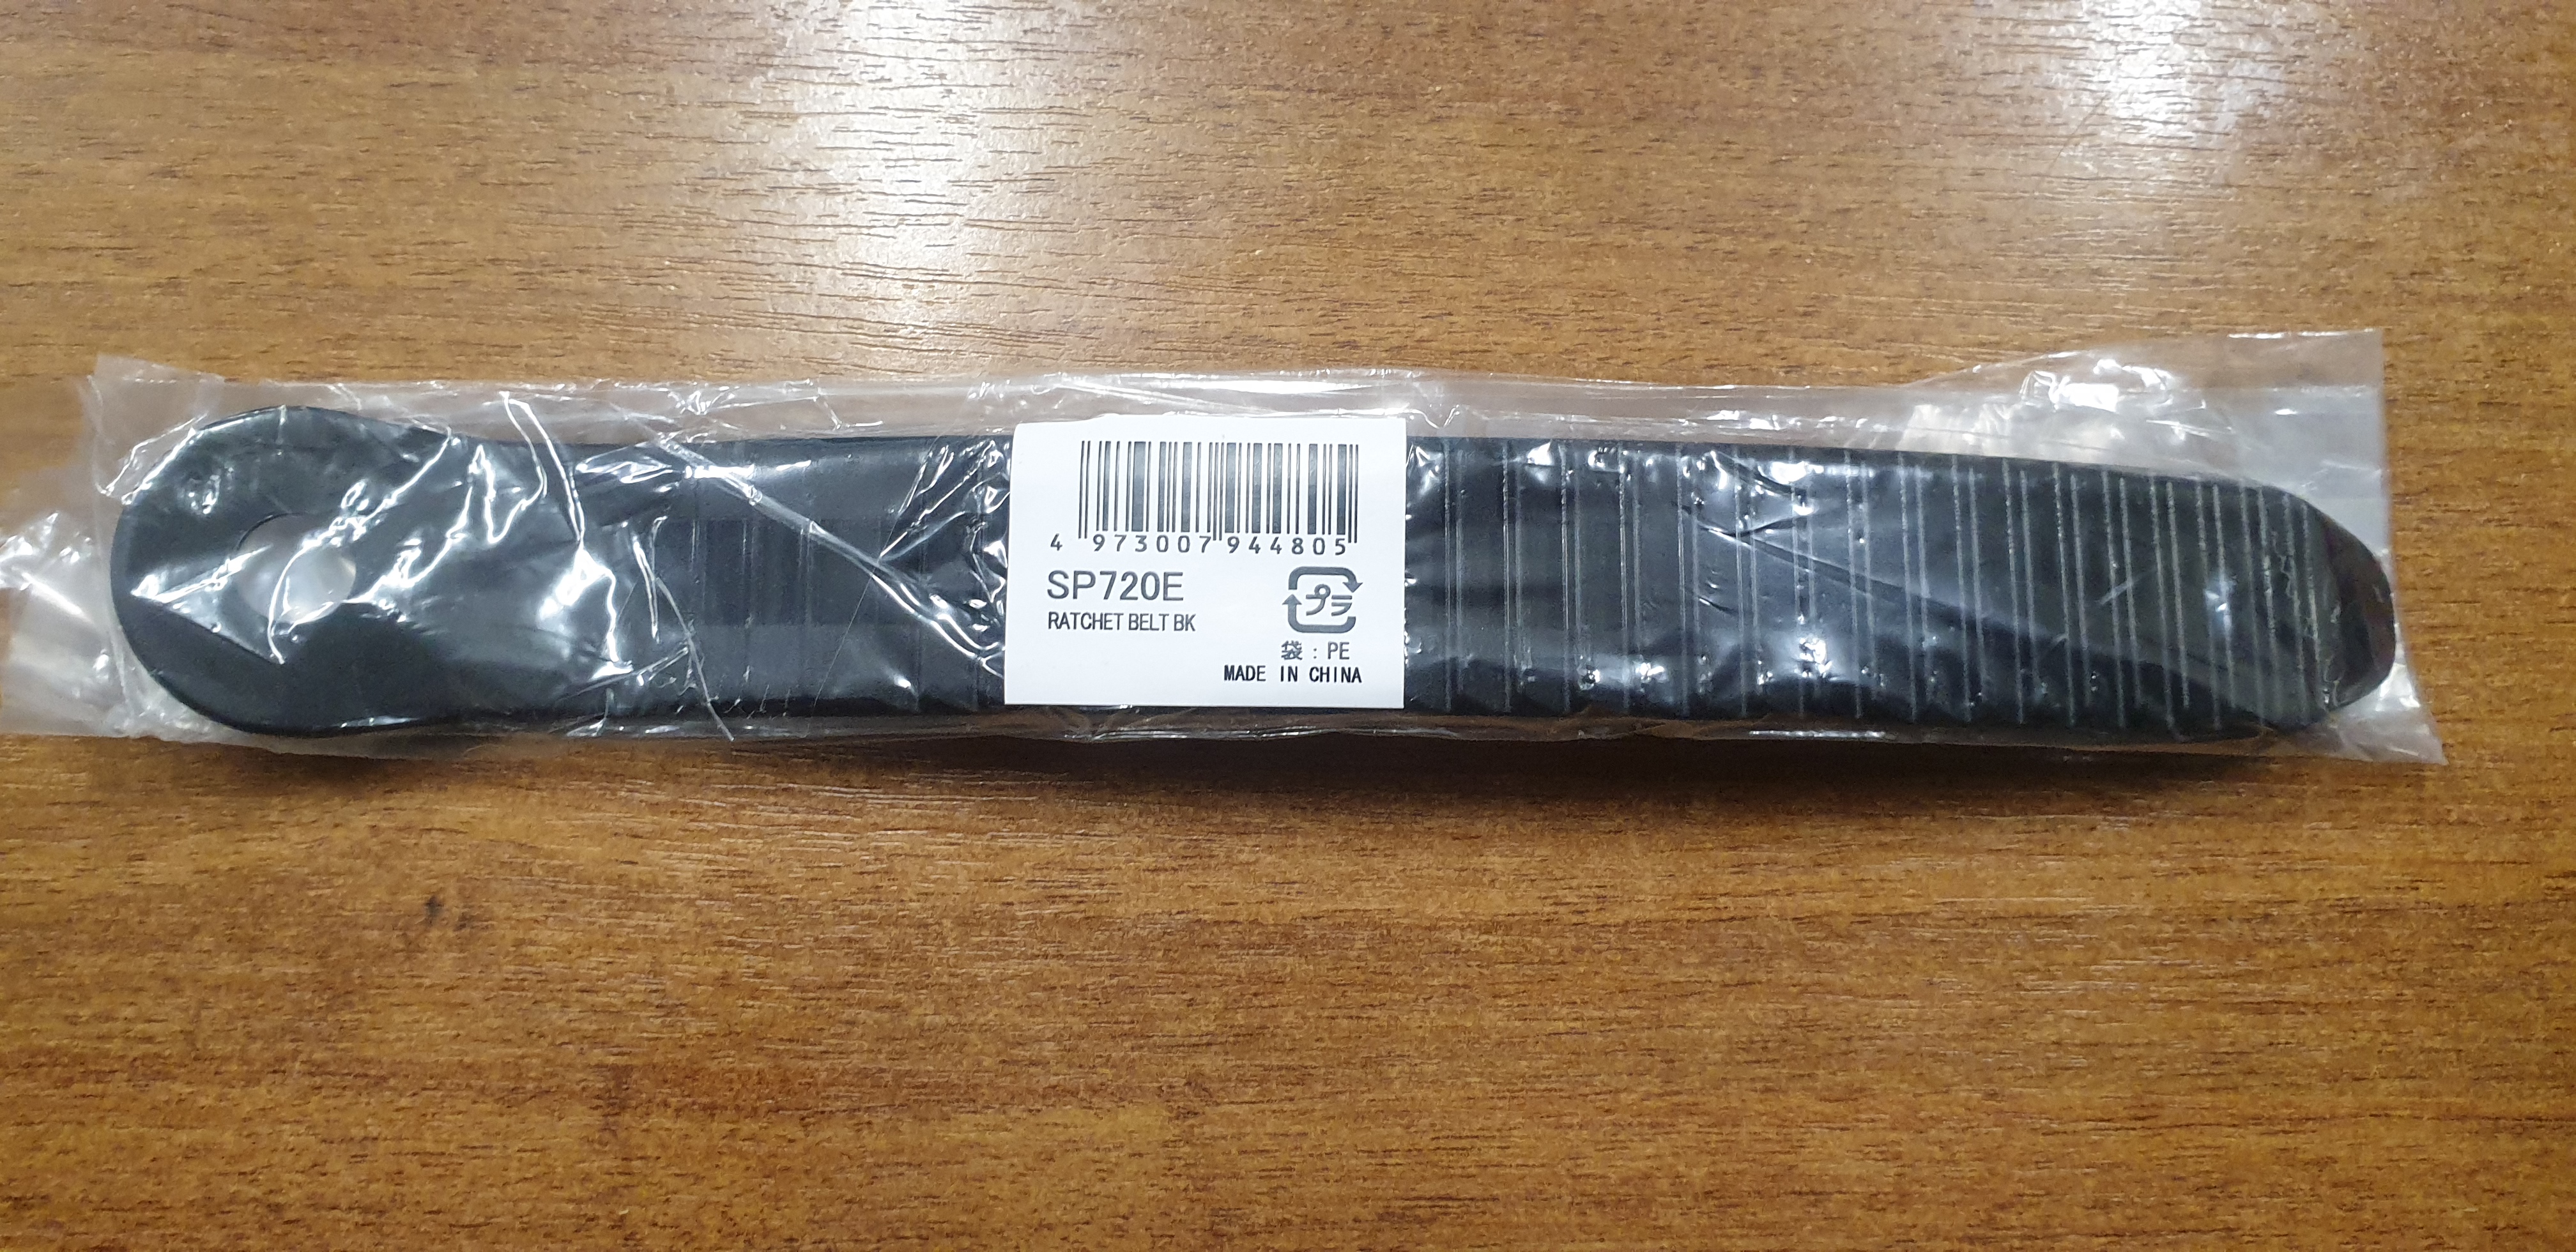 4 973007 944805
SP720E
RATCHET BELT BK
プラ
袋：PE
MADE IN CHINA